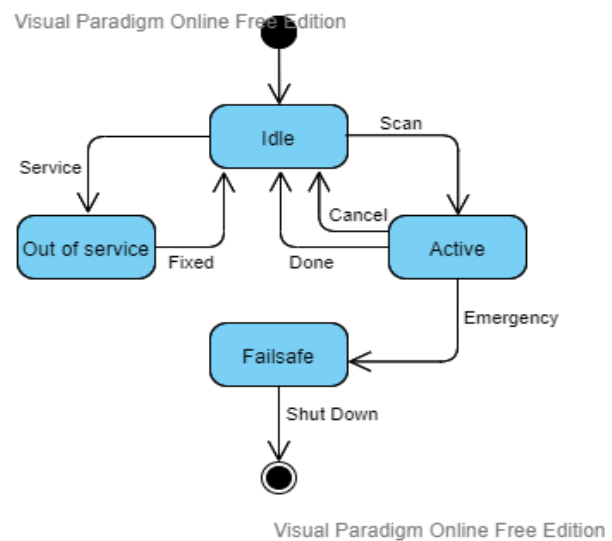 Visual Paradigm Online Free Edition
Idle
Scan
Service
Cancel
Out of service
Active
Fixed
Done
Emergency
Failsafe
Shut Down
Visual Paradigm Online Free Edition